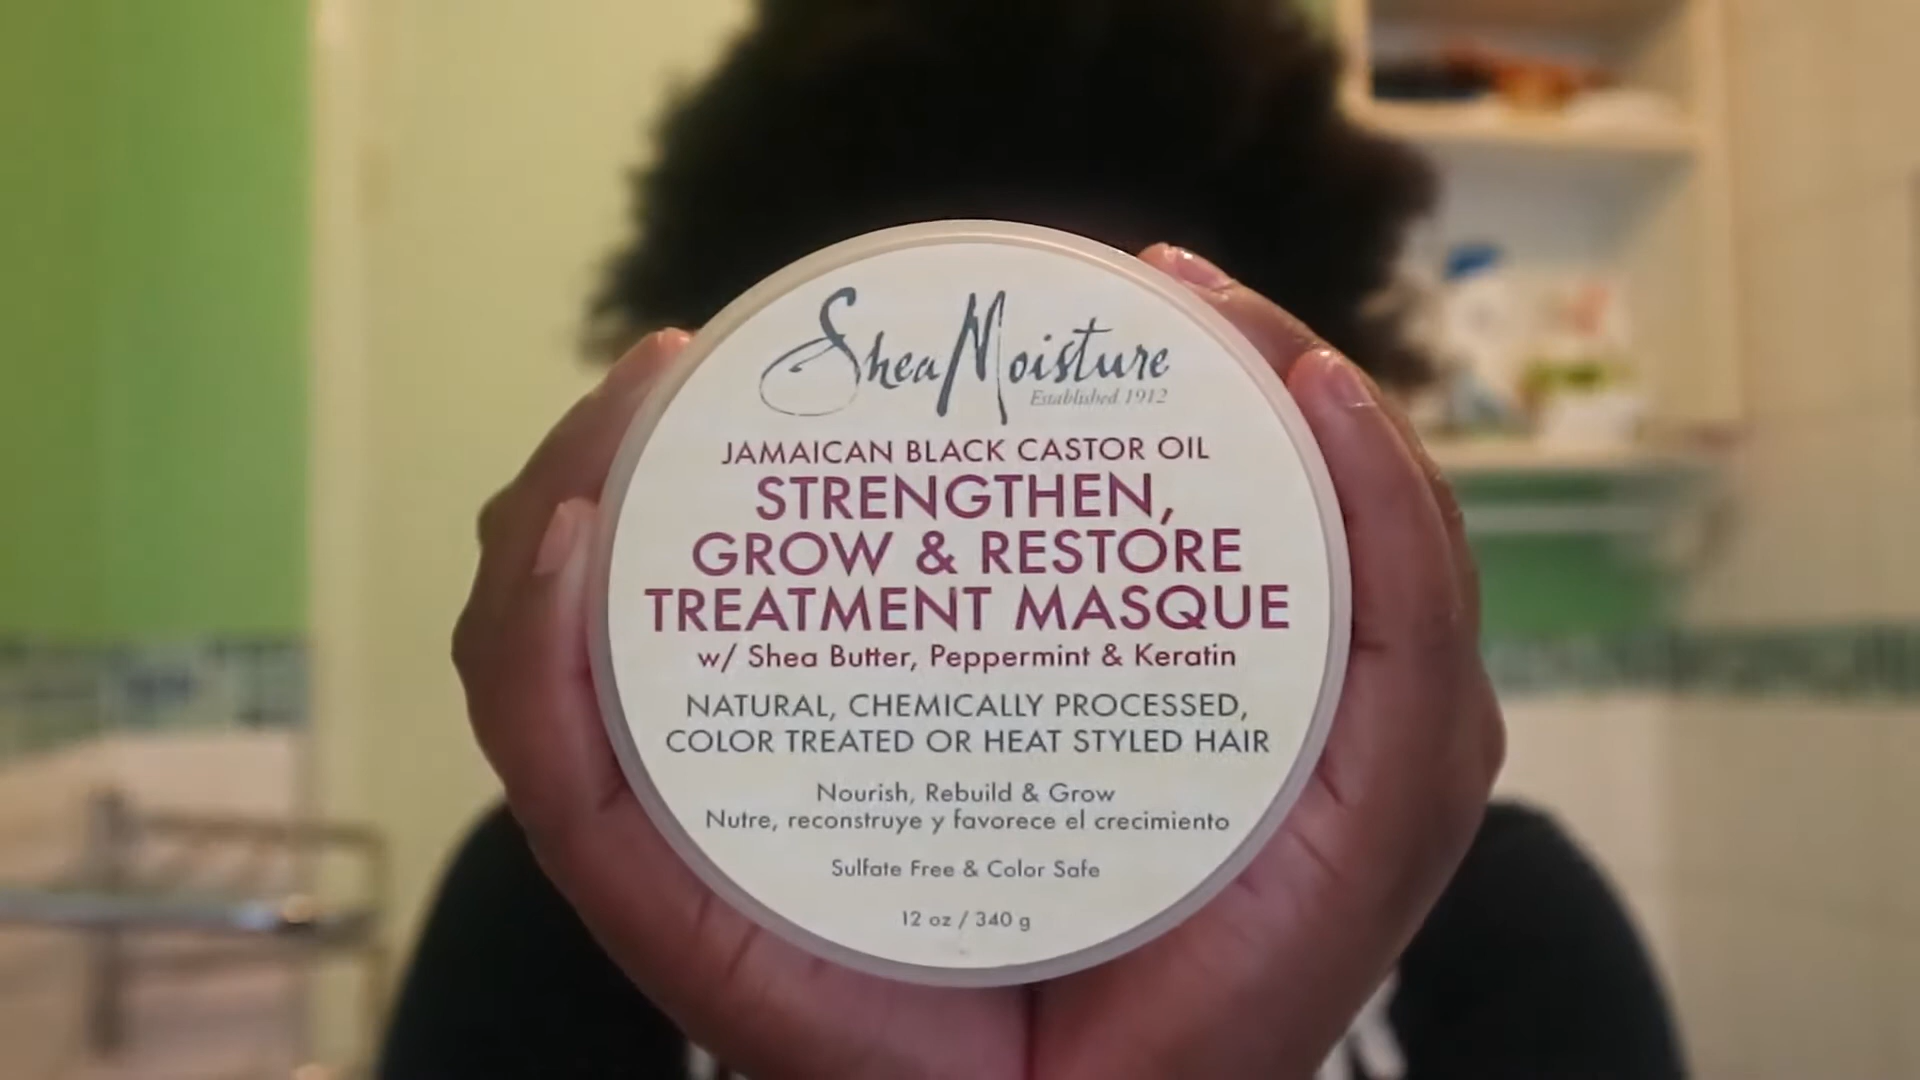 SheaMoisture
Established 1912
JAMAICAN BLACK CASTOR OIL
STRENGTHEN,
GROW & RESTORE
TREATMENT MASQUE
w/ Shea Butter, Peppermint & Keratin
NATURAL, CHEMICALLY PROCESSED,
COLOR TREATED OR HEAT STYLED HAIR
Nourish, Rebuild & Grow
Nutre, reconstruye y favorece el crecimiento
Sulfate Free & Color Safe
12 oz / 340 g